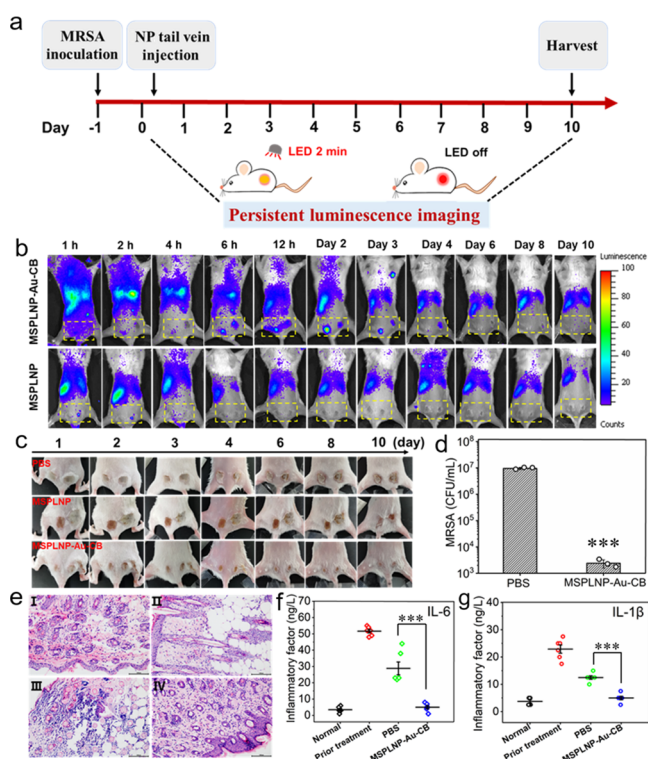 a
MRSA
inoculation
NP tail vein
injection
Harvest
Day
-1 0 1 2 3 4 5 6 7 8 9 10
LED 2 min
LED off
Persistent luminescence imaging
b
1 h 2 h 4 h 6 h 12 h Day 2 Day 3 Day 4 Day 6 Day 8 Day 10
MSPLNP-Au-CB
MSPLNP
Luminescence
100
80
60
40
20
Counts
c
1 2 3 4 6 8 10 (day)
PBS
MSPLNP
MSPLNP-Au-CB
d
MRSA (CFU/mL)
10⁸
10⁷
10⁶
10⁵
10⁴
10³
***
PBS MSPLNP-Au-CB
e
I
II
III
IV
f
Inflammatory factor (ng/L)
IL-6
***
70
60
50
40
30
20
10
0
Normal
Prior treatment
PBS
MSPLNP-Au-CB
g
Inflammatory factor (ng/L)
IL-1β
***
40
30
20
10
0
Normal
Prior treatment
PBS
MSPLNP-Au-CB